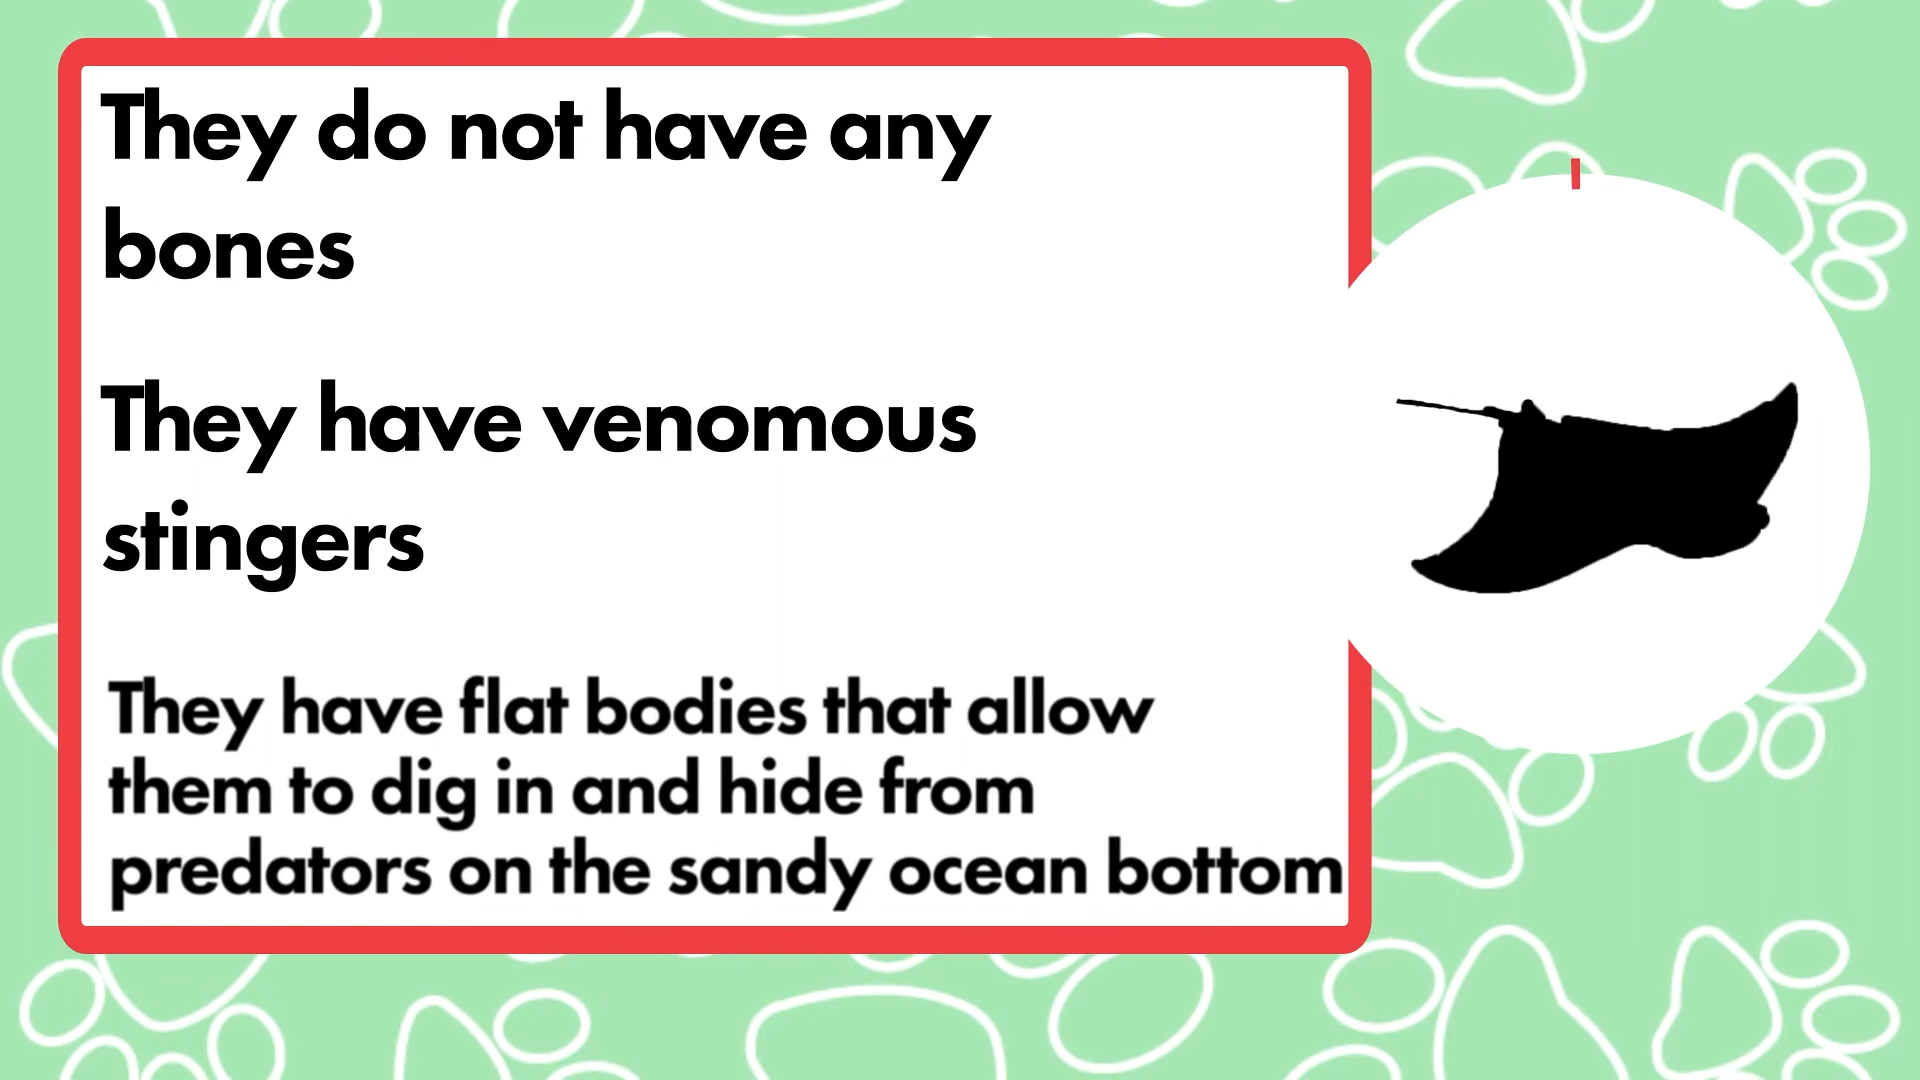 They do not have any
bones
They have venomous
stingers
They have flat bodies that allow
them to dig in and hide from
predators on the sandy ocean bottom